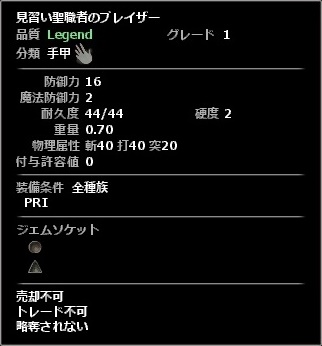 見習い聖職者のブレイザー
品質 Legend グレード 1
分類 手甲
防御力 16
魔法防御力 2
耐久度 44/44 硬度 2
重量 0.70
物理属性 斬40 打40 突20
付与許容値 0
装備条件 全種族
PRI
ジェムソケット
売却不可
トレード不可
略奪されない